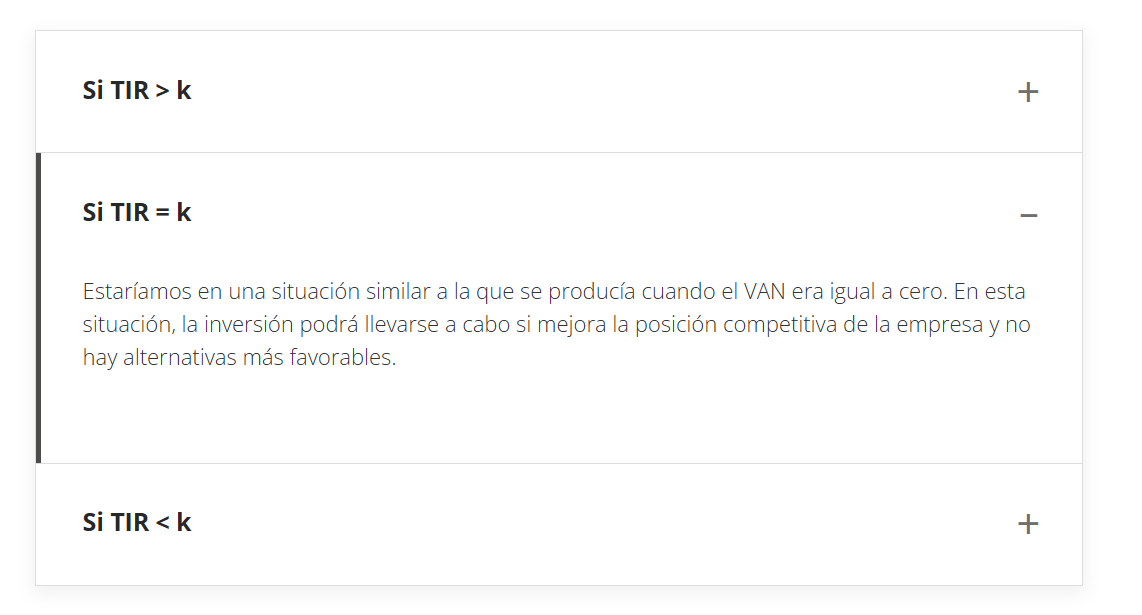 Si TIR > k
Si TIR = k
Estaríamos en una situación similar a la que se producía cuando el VAN era igual a cero. En esta
situación, la inversión podrá llevarse a cabo si mejora la posición competitiva de la empresa y no
hay alternativas más favorables.
Si TIR < k